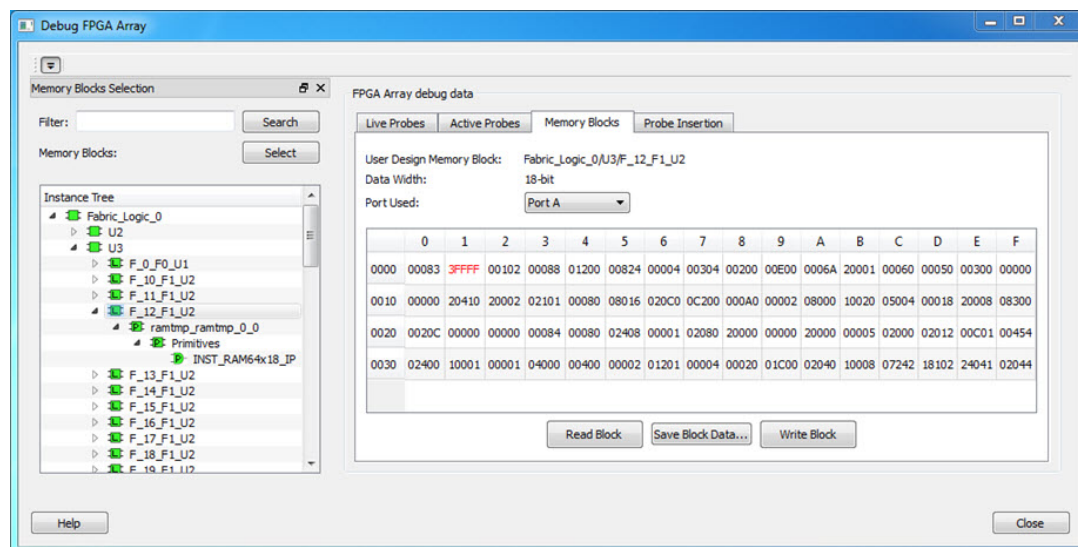 Debug FPGA Array
Memory Blocks Selection
Filter:
Search
Memory Blocks:
Select
Instance Tree
Fabric_Logic_0
U2
U3
F_0_F0_U1
F_10_F1_U2
F_11_F1_U2
F_12_F1_U2
ramtmp_ramtmp_0_0
Primitives
INST_RAM64x18_IP
F_13_F1_U2
F_14_F1_U2
F_15_F1_U2
F_16_F1_U2
F_17_F1_U2
F_18_F1_U2
F_19_F1_U2
FPGA Array debug data
Live Probes Active Probes Memory Blocks Probe Insertion
User Design Memory Block: Fabric_Logic_0/U3/F_12_F1_U2
Data Width: 18-bit
Port Used: Port A
0 1 2 3 4 5 6 7 8 9 A B C D E F
0000 00083 3FFFF 00102 00088 01200 00824 00004 00304 00200 00E00 0006A 20001 00060 00050 00300 00000
0010 00000 20410 20002 02101 00080 08016 020C0 0C200 000A0 00002 08000 10020 05004 00018 20008 08300
0020 0020C 00000 00000 00084 00080 02408 00001 02080 20000 00000 20000 00005 02000 02012 00C01 00454
0030 02400 10001 00001 04000 00400 00002 01201 00004 00020 01C00 02040 10008 07242 18102 24041 02044
Read Block Save Block Data... Write Block
Help
Close